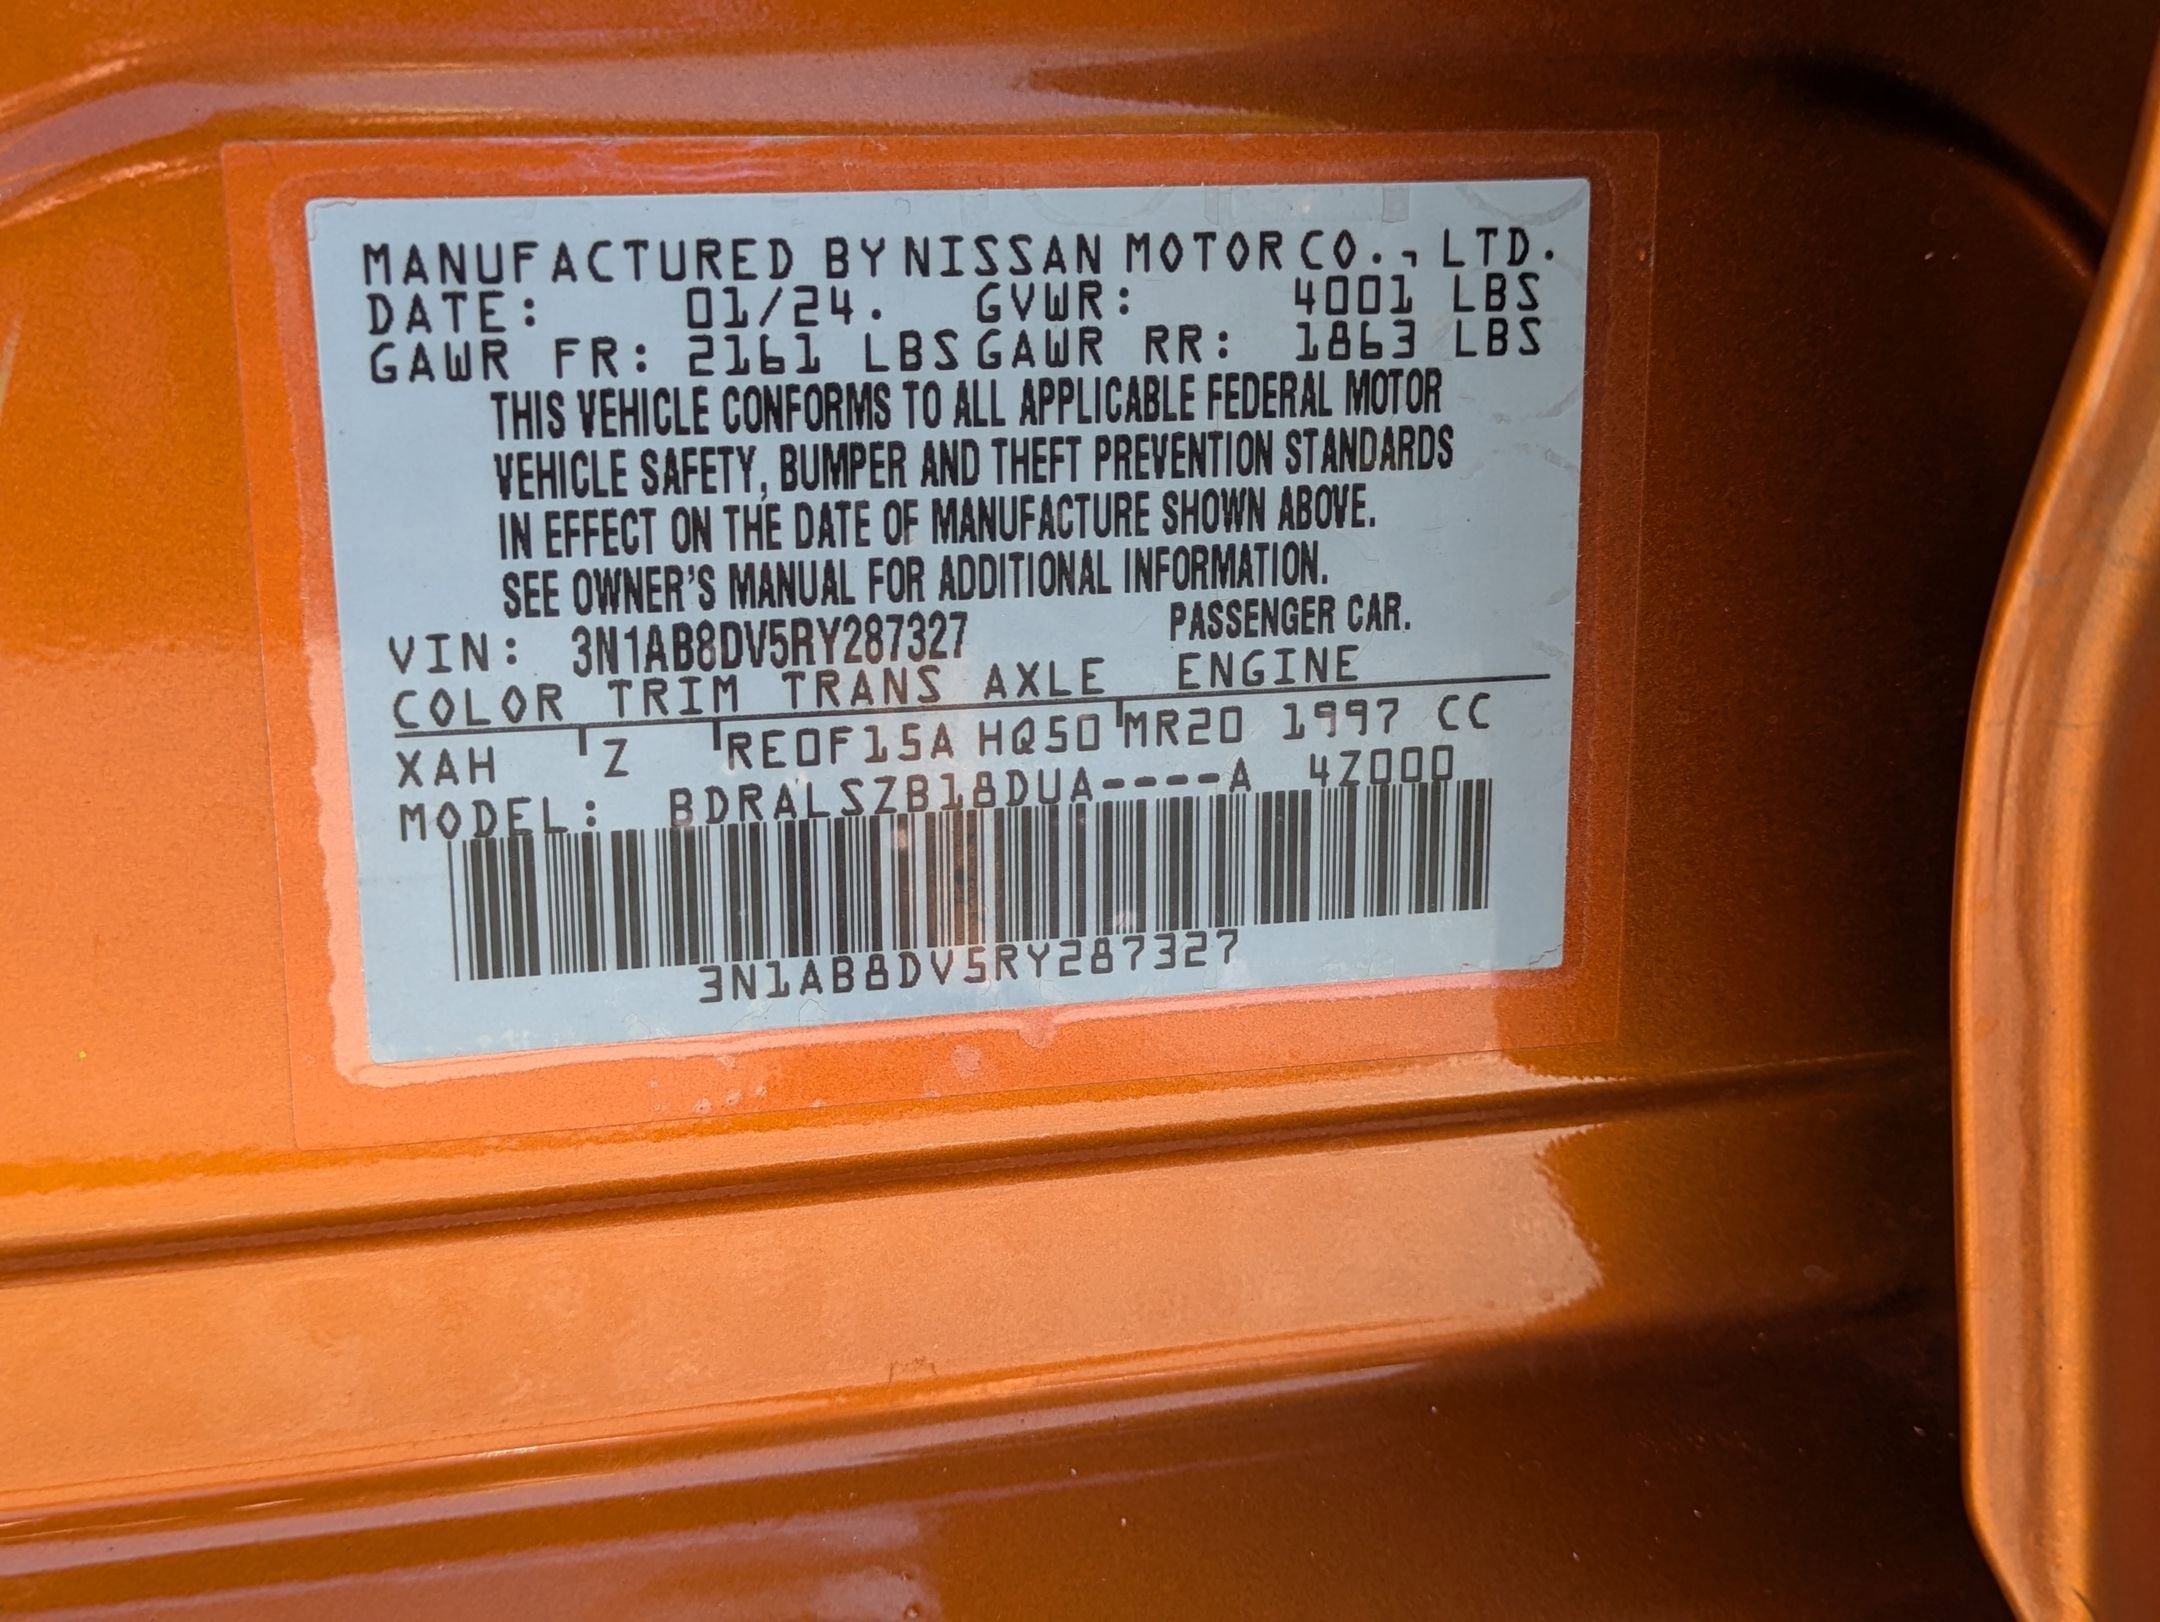 MANUFACTURED BY NISSAN MOTOR CO., LTD.
DATE: 01/24. GVWR: 4001 LBS
GAWR FR: 2161 LBS GAWR RR: 1863 LBS
THIS VEHICLE CONFORMS TO ALL APPLICABLE FEDERAL MOTOR
VEHICLE SAFETY, BUMPER AND THEFT PREVENTION STANDARDS
IN EFFECT ON THE DATE OF MANUFACTURE SHOWN ABOVE.
SEE OWNER'S MANUAL FOR ADDITIONAL INFORMATION.
VIN: 3N1AB8DV5RY287327 PASSENGER CAR.
COLOR TRIM TRANS AXLE ENGINE
XAH Z RE0F15A HQ50 MR20 1997 CC
MODEL: BDRALSZB18DUA----A 4Z000
3N1AB8DV5RY287327